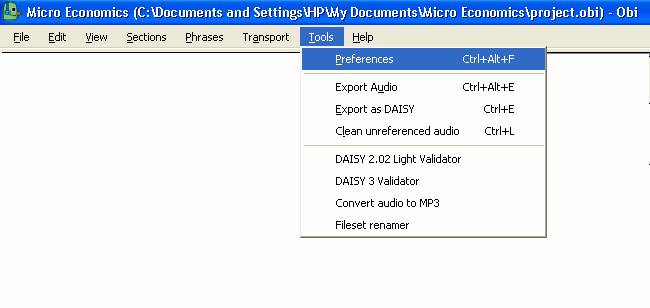 Micro Economics (C:\Documents and Settings\HP\My Documents\Micro Economics\project.obi) - Obi
File Edit View Sections Phrases Transport Tools Help
Preferences Ctrl+Alt+F
Export Audio Ctrl+Alt+E
Export as DAISY Ctrl+E
Clean unreferenced audio Ctrl+L
DAISY 2.02 Light Validator
DAISY 3 Validator
Convert audio to MP3
Fileset renamer